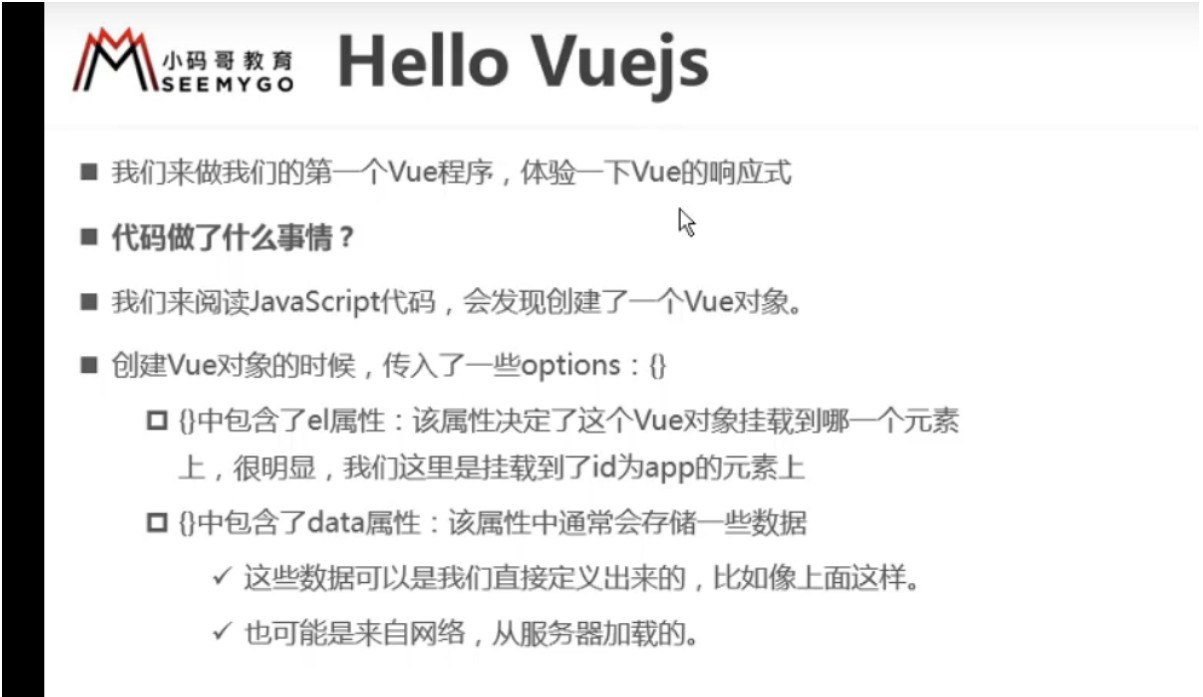 小码哥教育
SEEMYGO
Hello Vuejs
我们来做我们的第一个Vue程序，体验一下Vue的响应式
代码做了什么事情？
我们来阅读JavaScript代码，会发现创建了一个Vue对象。
创建Vue对象的时候，传入了一些options：{}
{}中包含了el属性：该属性决定了这个Vue对象挂载到哪一个元素
上，很明显，我们这里是挂载到了id为app的元素上
{}中包含了data属性：该属性中通常会存储一些数据
✓ 这些数据可以是我们直接定义出来的，比如像上面这样。
✓ 也可能是来自网络，从服务器加载的。